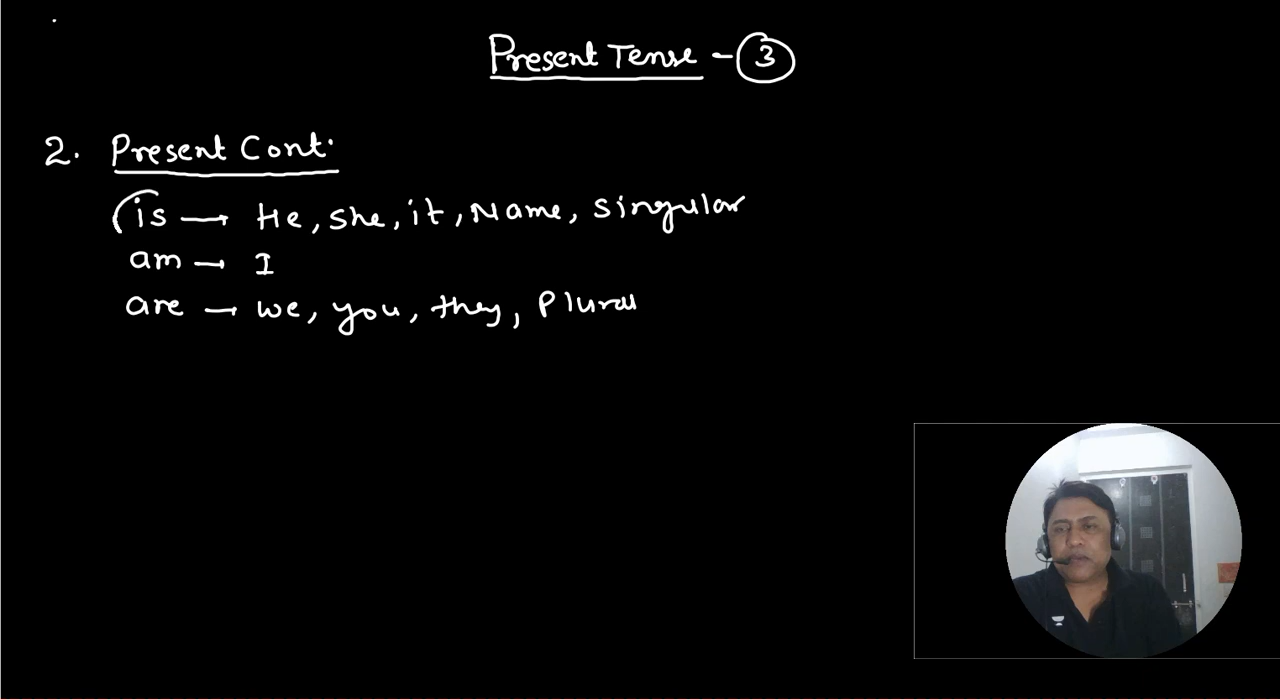 Present Tense - 3
2. Present Cont.
is → He, she, it, Name, singular
am → I
are → we, you, they, Plural